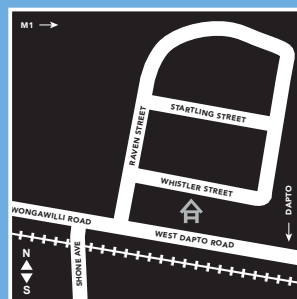 M1
STARTLING STREET
RAVEN STREET
WHISTLER STREET
DAPTO
WONGAWILLI ROAD
WEST DAPTO ROAD
SHONE AVE
N
S